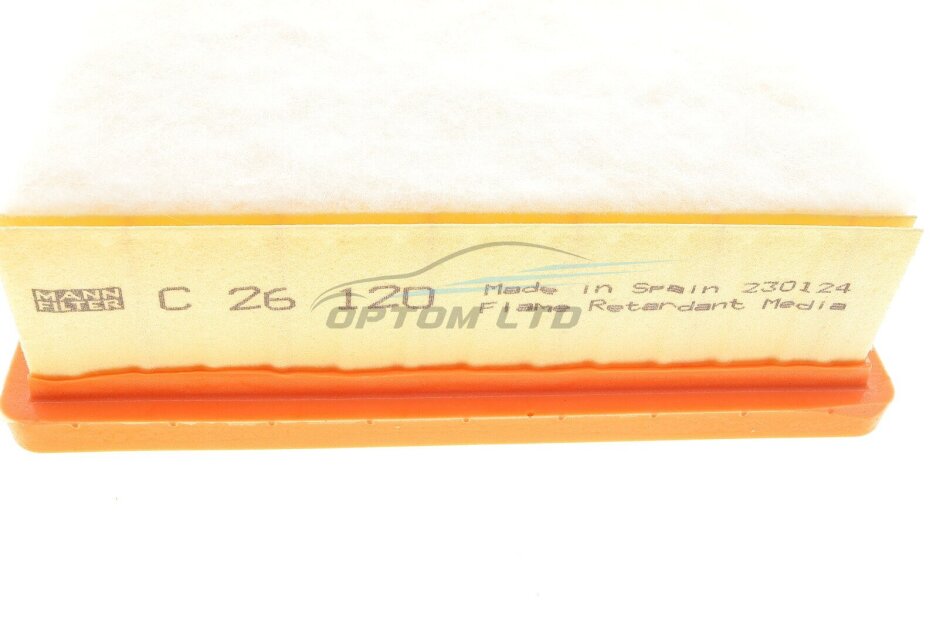 MANN
FILTER
C 26 120
Made in Spain 230124
Flame Retardant Media
OPTOM LTD